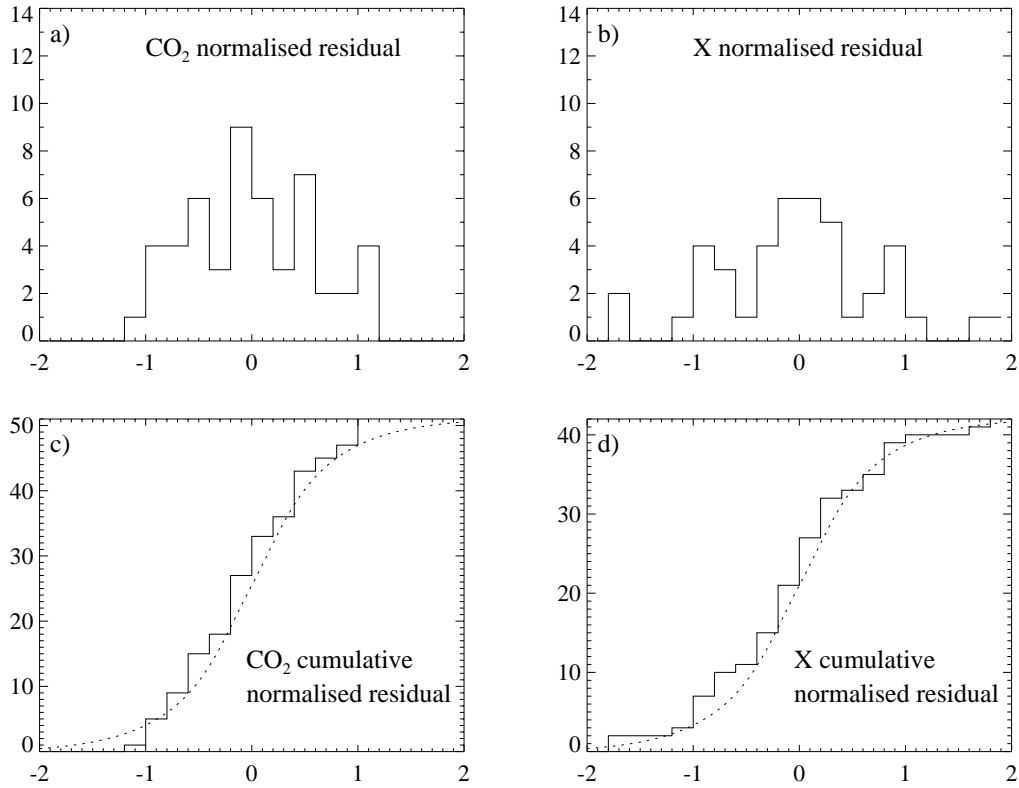 a)
CO₂ normalised residual
14
12
10
8
6
4
2
0
-2 -1 0 1 2
b)
X normalised residual
14
12
10
8
6
4
2
0
-2 -1 0 1 2
c)
CO₂ cumulative
normalised residual
50
40
30
20
10
0
-2 -1 0 1 2
d)
X cumulative
normalised residual
40
30
20
10
0
-2 -1 0 1 2